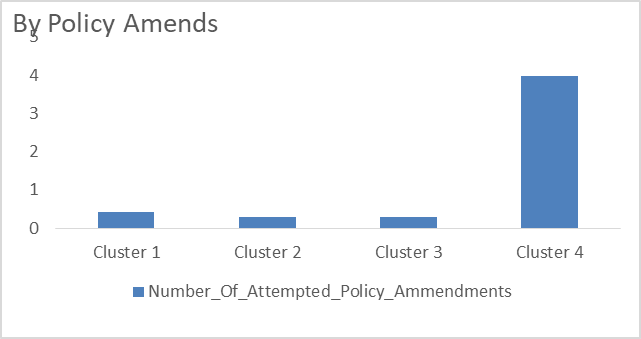 By Policy Amends
5
4
3
2
1
0
Cluster 1 Cluster 2 Cluster 3 Cluster 4
Number_Of_Attempted_Policy_Ammendments